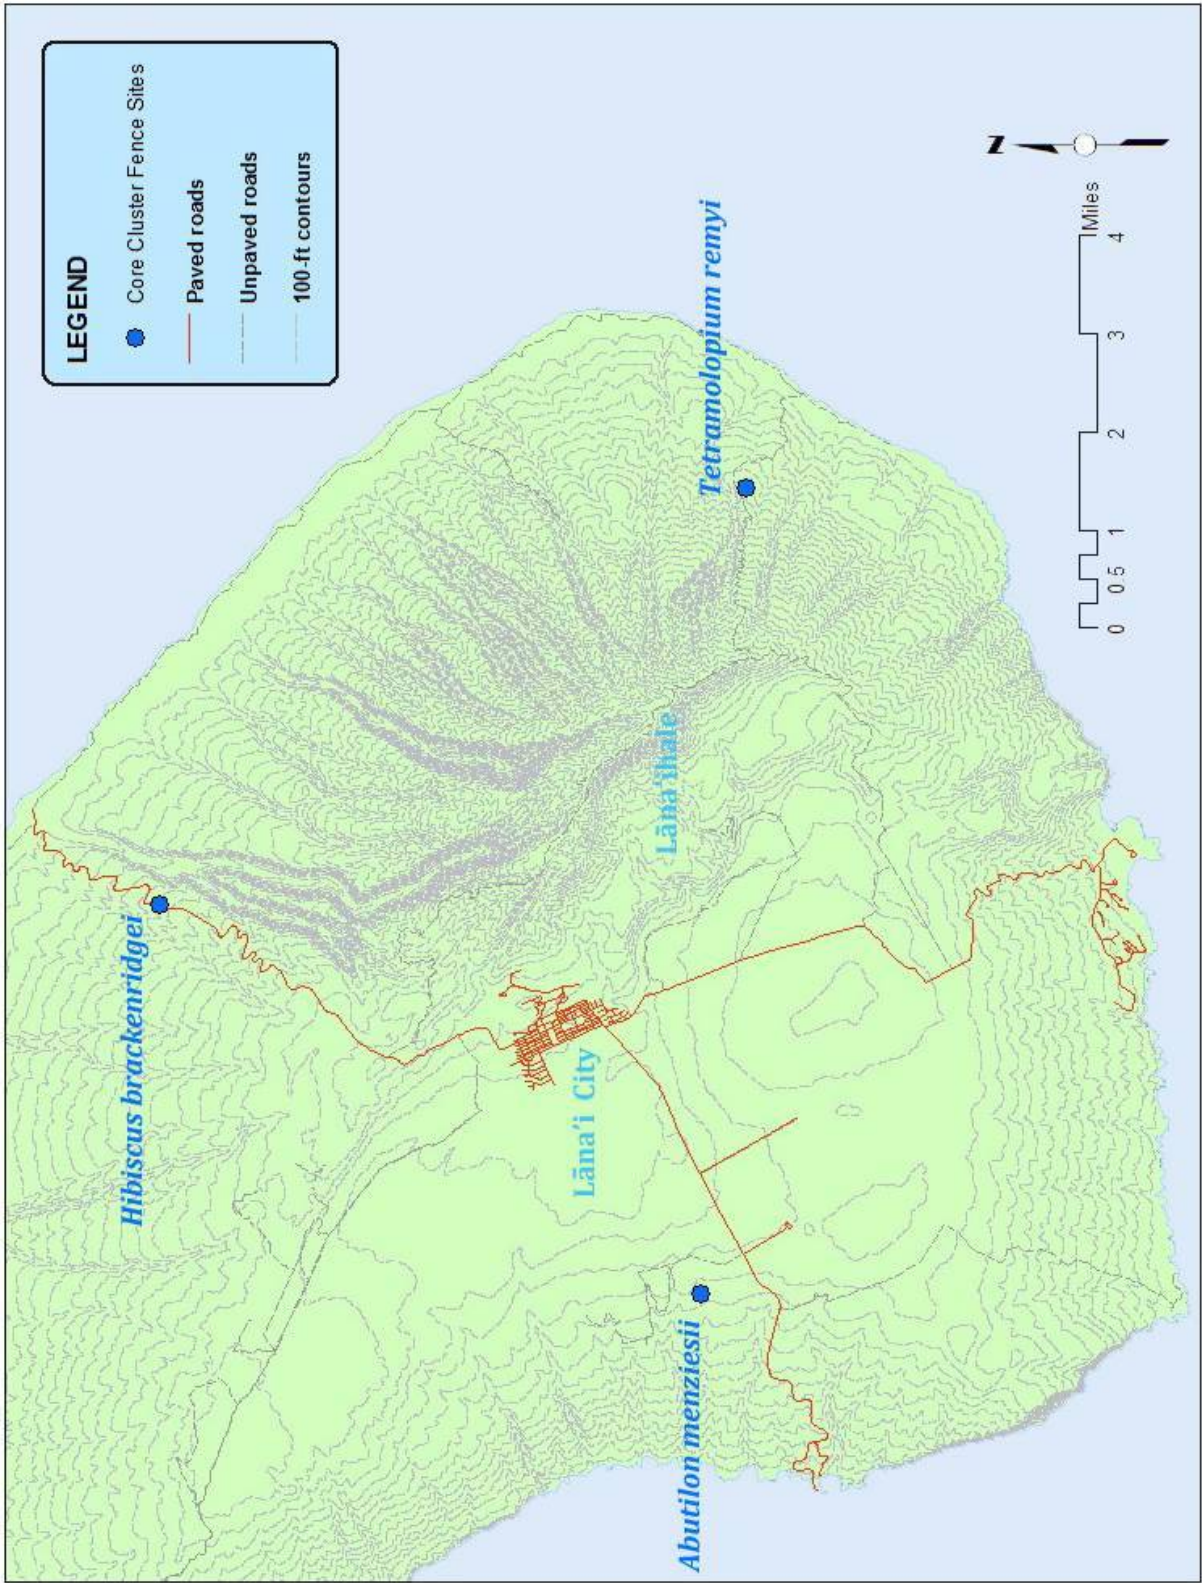 LEGEND
Core Cluster Fence Sites
Paved roads
Unpaved roads
100-ft contours
Hibiscus brackenridgei
Tetramolopium remyi
Lāna'ihale
Lāna'i City
Abutilon menziesii
N
0 0.5 1 2 3 4
Miles